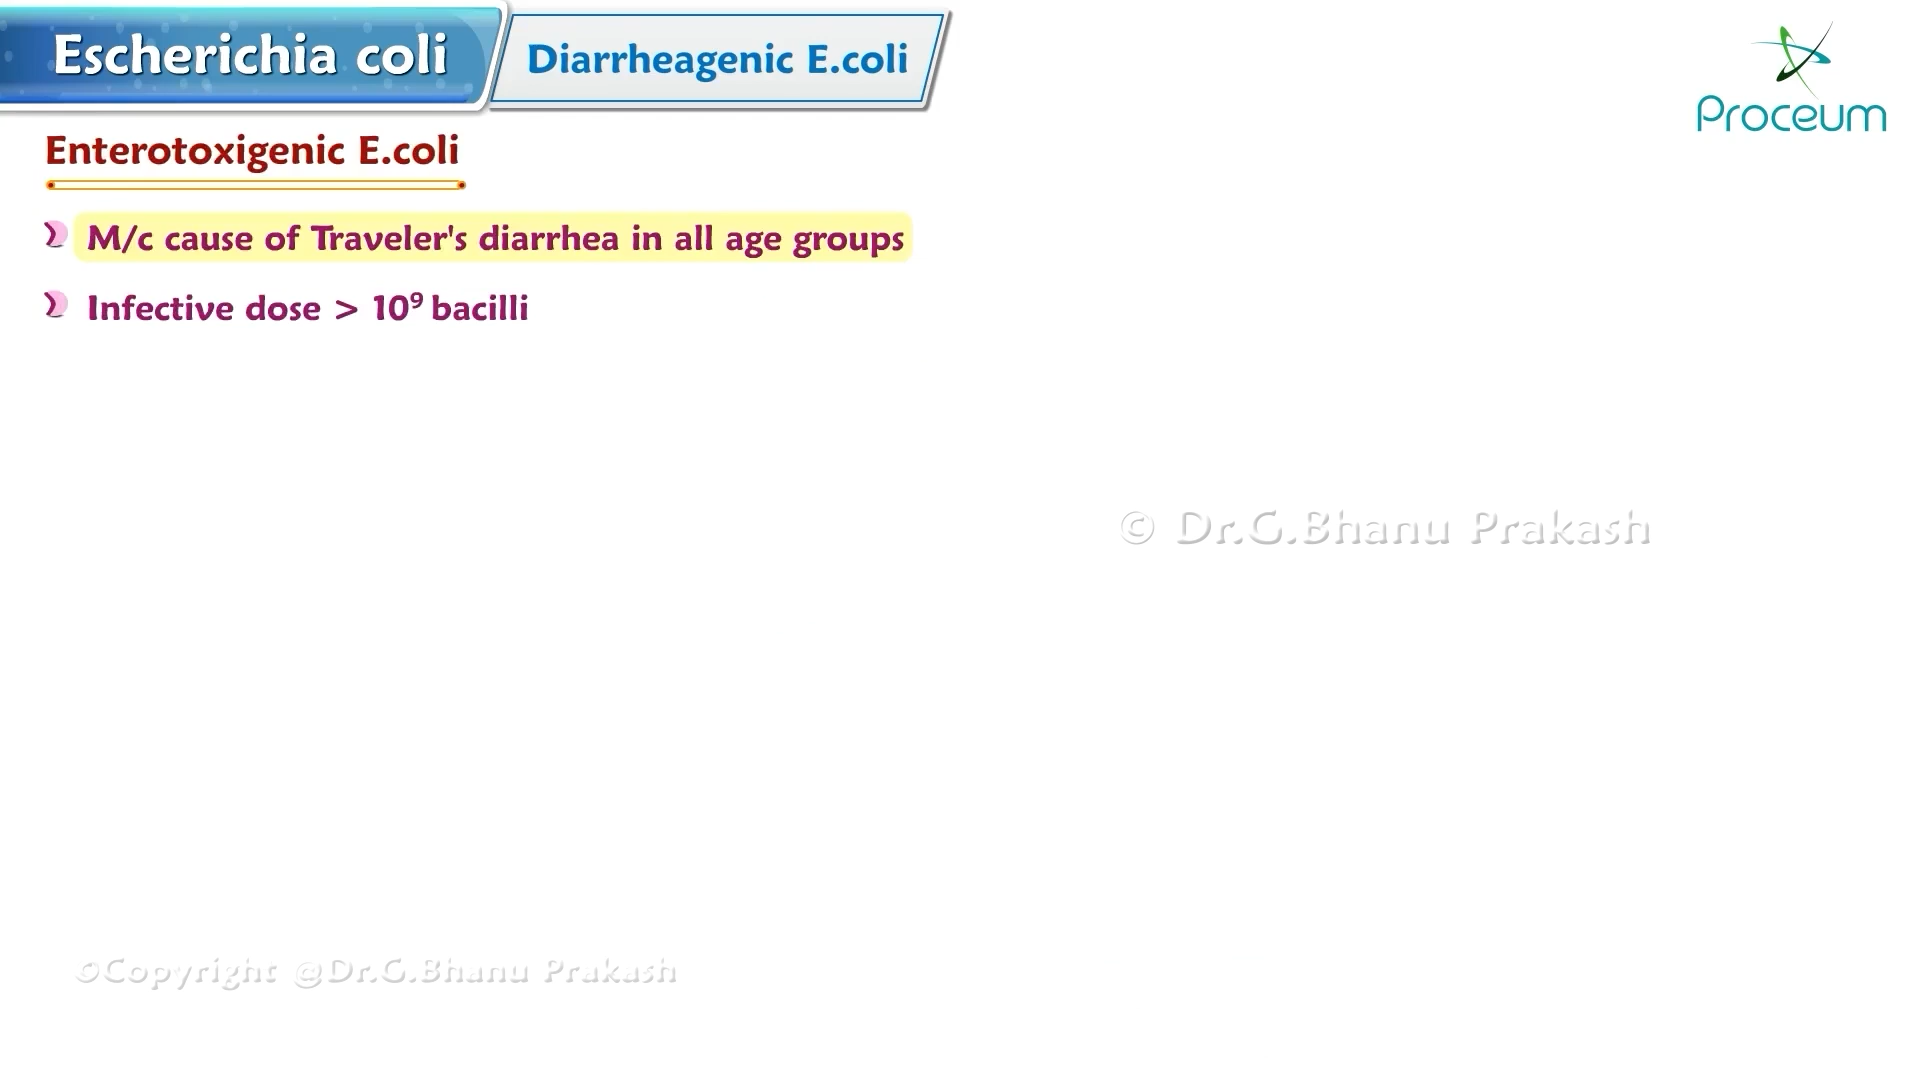 Escherichia coli
Diarrheagenic E.coli
Proceum
Enterotoxigenic E.coli
M/c cause of Traveler's diarrhea in all age groups
Infective dose > 10⁹ bacilli
© Dr.G.Bhanu Prakash
©Copyright @Dr.G.Bhanu Prakash